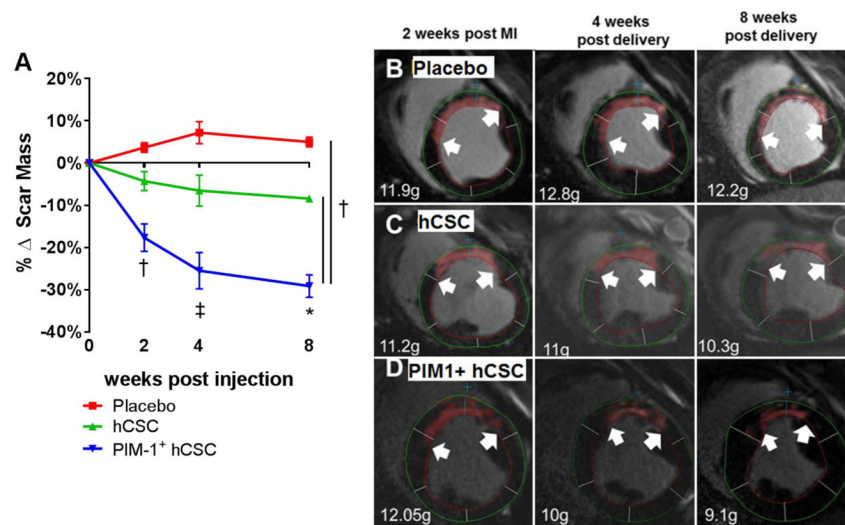 A
20%
10%
0%
-10%
-20%
-30%
-40%
% Δ Scar Mass
†
‡
*
†
0 2 4 8
weeks post injection
Placebo
hCSC
PIM-1⁺ hCSC
2 weeks post MI
4 weeks
post delivery
8 weeks
post delivery
B Placebo
11.9g
12.8g
12.2g
C hCSC
11.2g
11g
10.3g
D PIM1+ hCSC
12.05g
10g
9.1g